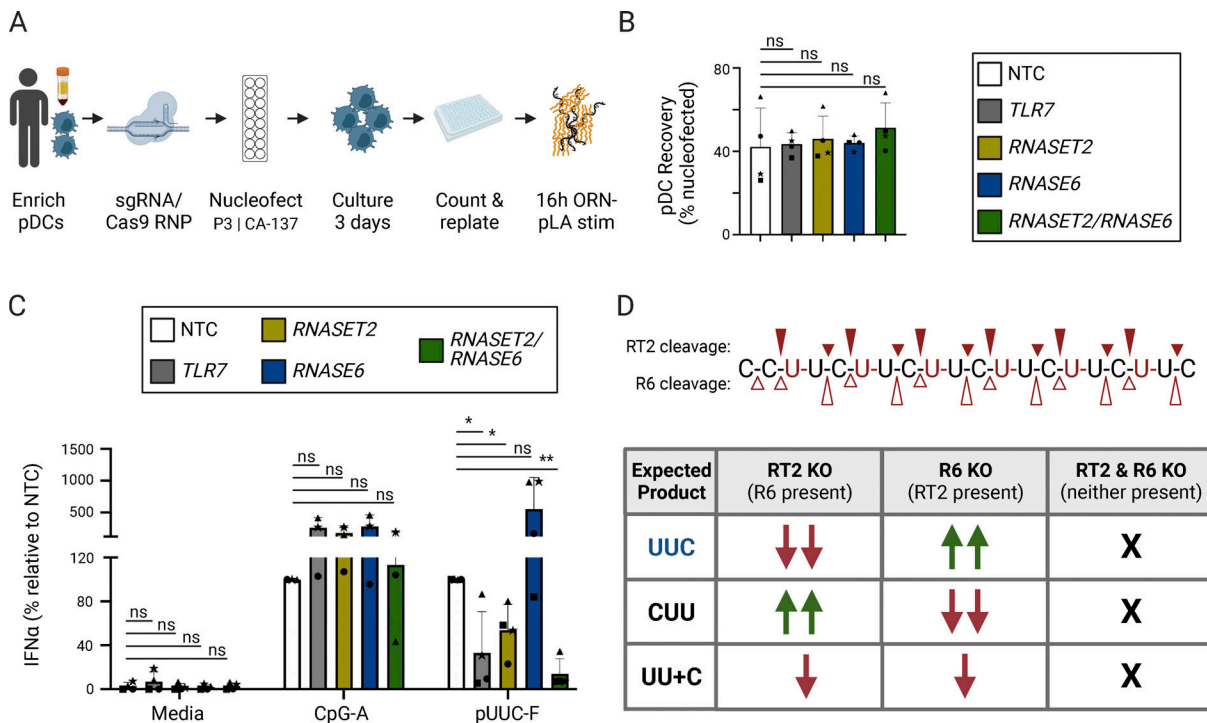 A
Enrich
pDCs
sgRNA/
Cas9 RNP
Nucleofect
P3 | CA-137
Culture
3 days
Count &
replate
16h ORN-
pLA stim
B
pDC Recovery
(% nucleofected)
80
40
0
ns
ns
ns
ns
NTC
TLR7
RNASET2
RNASE6
RNASET2/RNASE6
C
NTC
TLR7
RNASET2
RNASE6
RNASET2/
RNASE6
IFNα (% relative to NTC)
1500
1000
500
120
80
40
0
ns
ns
ns
ns
ns
ns
ns
ns
*
*
ns
**
Media
CpG-A
pUUC-F
D
RT2 cleavage:
C-C-U-U-C-U-U-C-U-U-C-U-U-C-U-U-C-U-U-C
R6 cleavage:
Expected
Product
RT2 KO
(R6 present)
R6 KO
(RT2 present)
RT2 & R6 KO
(neither present)
UUC
X
CUU
X
UU+C
X